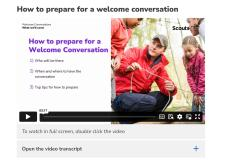 How to prepare for a welcome conversation
Welcome Conversations
Scouts
How to prepare for a
Welcome Conversation
Who will be there
When and where to have the
conversation
Top tips for how to prepare
03:17
To watch in full screen, double click the video
Open the video transcript